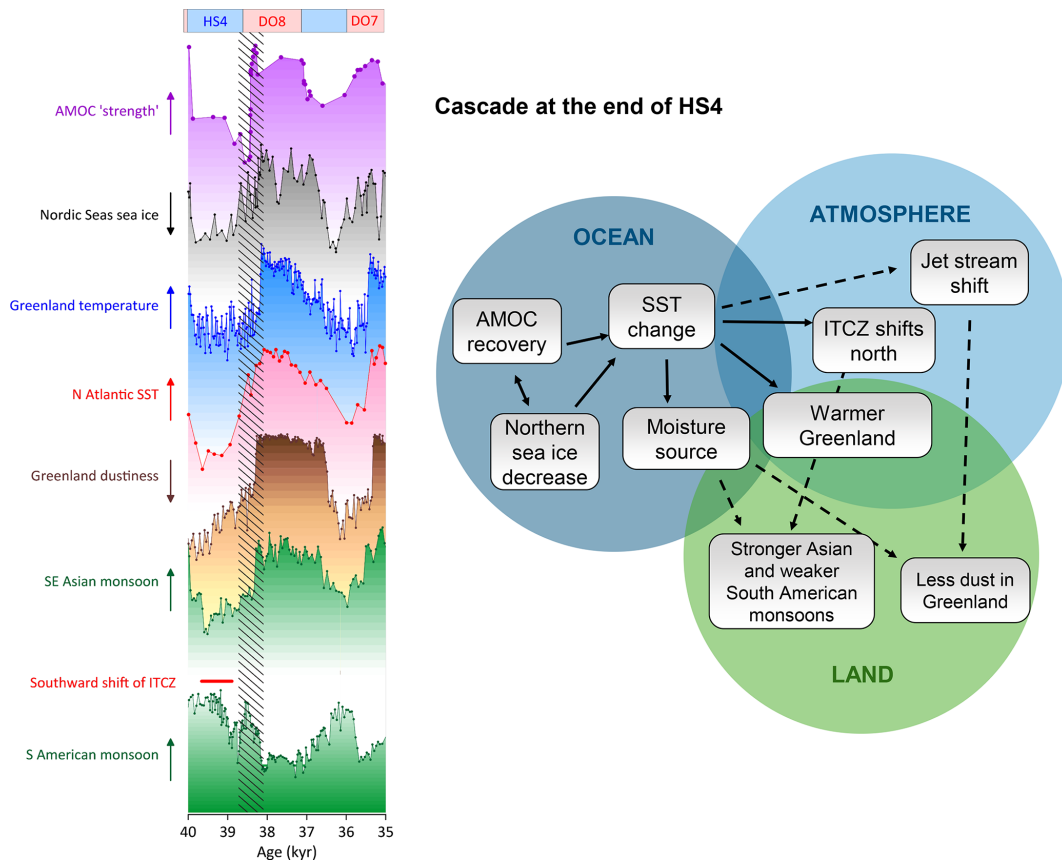 HS4 DO8 DO7
AMOC 'strength'
Nordic Seas sea ice
Greenland temperature
N Atlantic SST
Greenland dustiness
SE Asian monsoon
Southward shift of ITCZ
S American monsoon
40 39 38 37 36 35
Age (kyr)
Cascade at the end of HS4
OCEAN
ATMOSPHERE
Jet stream
shift
SST
change
AMOC
recovery
ITCZ shifts
north
Northern
sea ice
decrease
Moisture
source
Warmer
Greenland
Stronger Asian
and weaker
South American
monsoons
Less dust in
Greenland
LAND